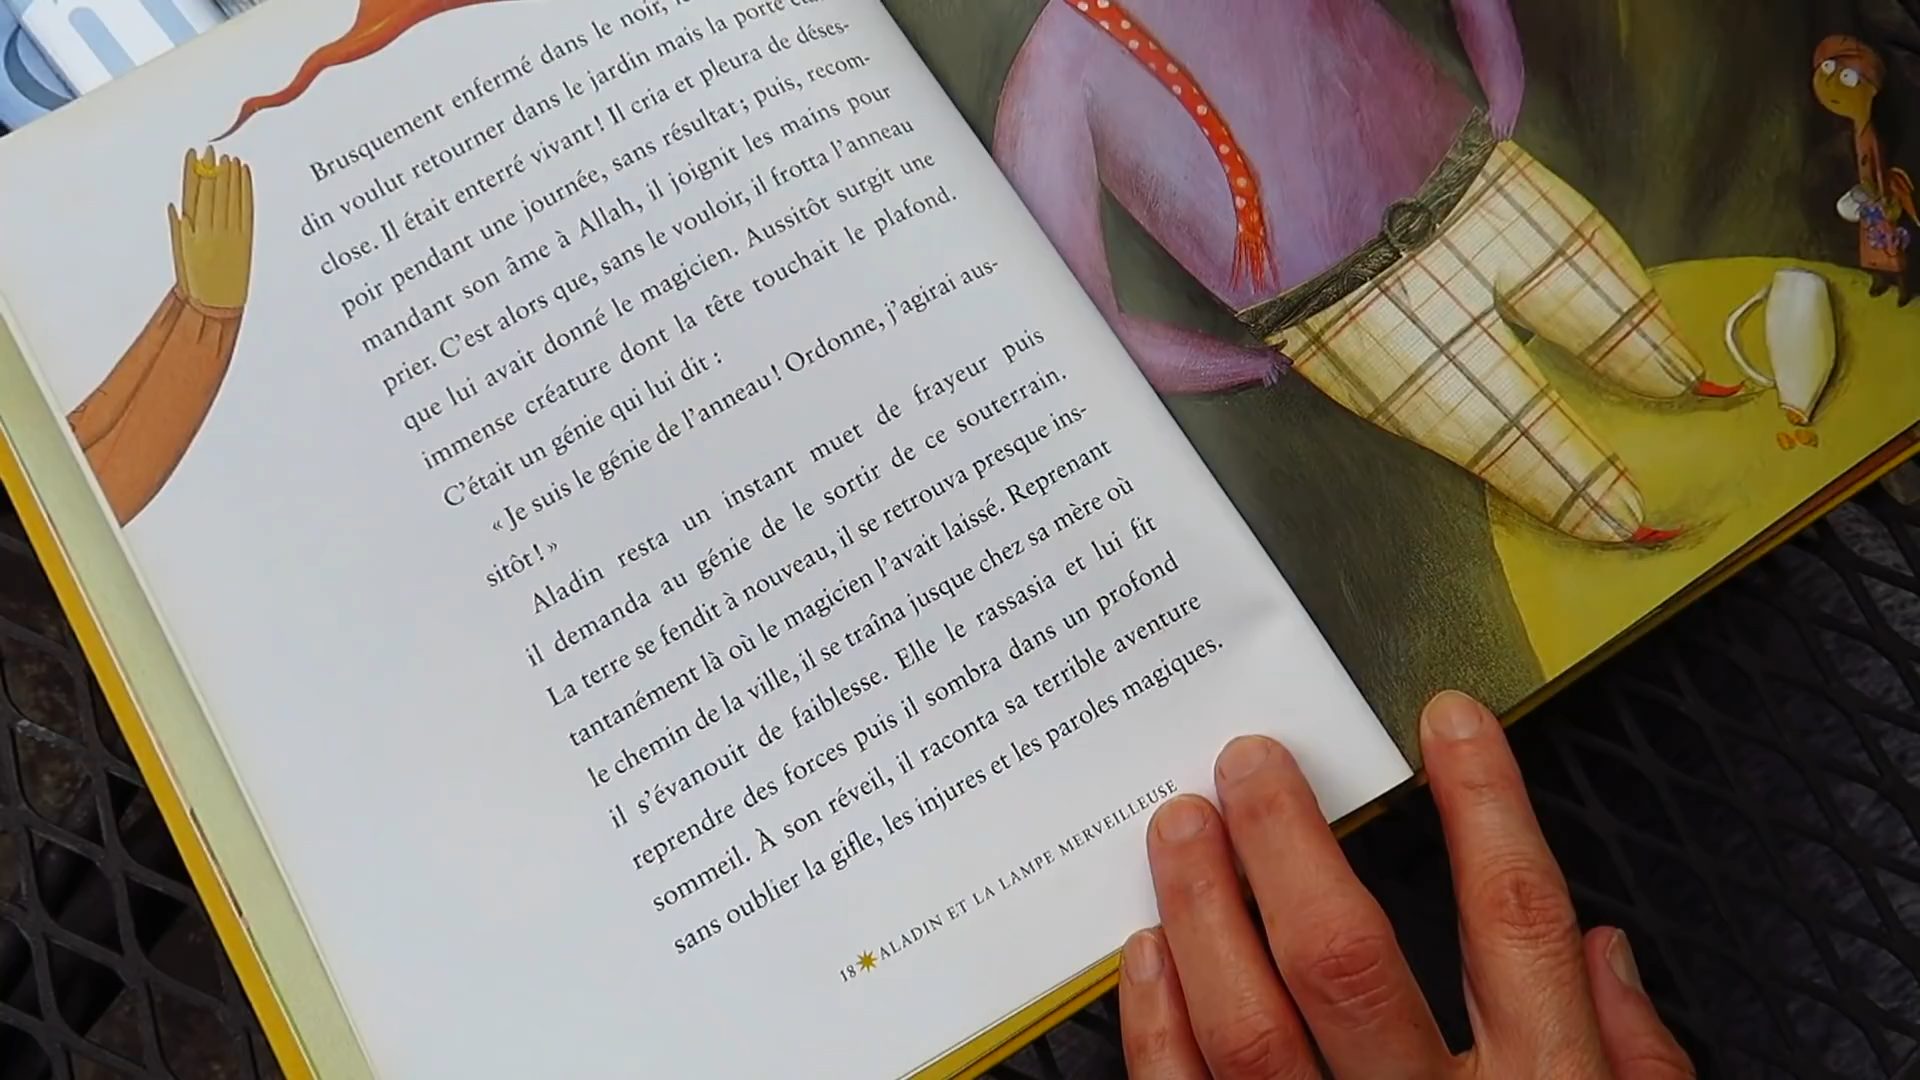 Brusquement enfermé dans le noir,
din voulut retourner dans le jardin mais la porte
close. Il était enterré vivant ! Il cria et pleura de déses-
poir pendant une journée, sans résultat ; puis, recom-
mandant son âme à Allah, il joignit les mains pour
prier. C’est alors que, sans le vouloir, il frotta l’anneau
que lui avait donné le magicien. Aussitôt surgit une
immense créature dont la tête touchait le plafond.
C’était un génie qui lui dit :
« Je suis le génie de l’anneau ! Ordonne, j’agirai aus-
sitôt ! »
Aladin resta un instant muet de frayeur puis
il demanda au génie de le sortir de ce souterrain.
La terre se fendit à nouveau, il se retrouva presque ins-
tantanément là où le magicien l’avait laissé. Reprenant
le chemin de la ville, il se traîna jusque chez sa mère où
il s’évanouit de faiblesse. Elle le rassasia et lui fit
reprendre des forces puis il sombra dans un profond
sommeil. À son réveil, il raconta sa terrible aventure
sans oublier la gifle, les injures et les paroles magiques.
18 ALADIN ET LA LAMPE MERVEILLEUSE